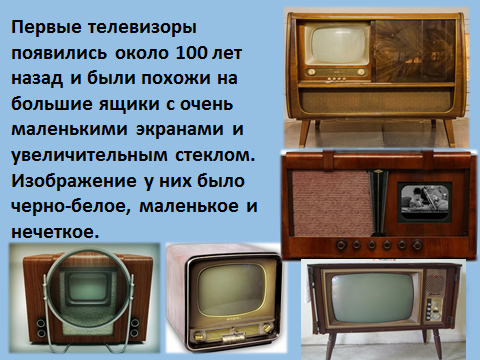 Первые телевизоры
появились около 100 лет
назад и были похожи на
большие ящики с очень
маленькими экранами и
увеличительным стеклом.
Изображение у них было
черно-белое, маленькое и
нечеткое.